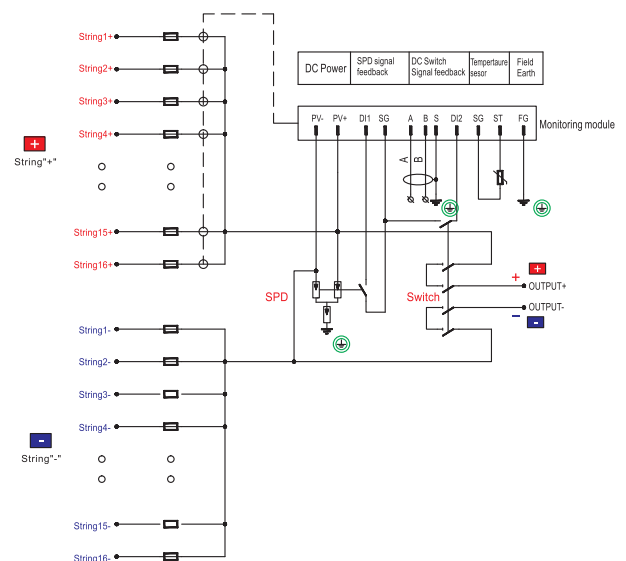 String1+
String2+
String3+
String4+
+
String"+"
String15+
String16+
DC Power
SPD signal
feedback
DC Switch
Signal feedback
Tempertaure
sesor
Field
Earth
PV-
PV+
DI1
SG
A
B
S
DI2
SG
ST
FG
Monitoring module
A
B
SPD
Switch
+
+
OUTPUT+
OUTPUT-
−
-
String1-
String2-
String3-
String4-
-
String"-"
String15-
String16-